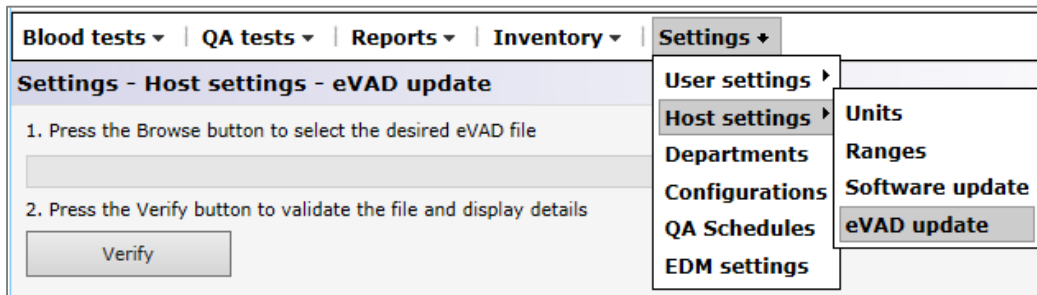 Blood tests QA tests Reports Inventory Settings
Settings - Host settings - eVAD update
1. Press the Browse button to select the desired eVAD file
2. Press the Verify button to validate the file and display details
Verify
User settings
Host settings
Departments
Configurations
QA Schedules
EDM settings
Units
Ranges
Software update
eVAD update